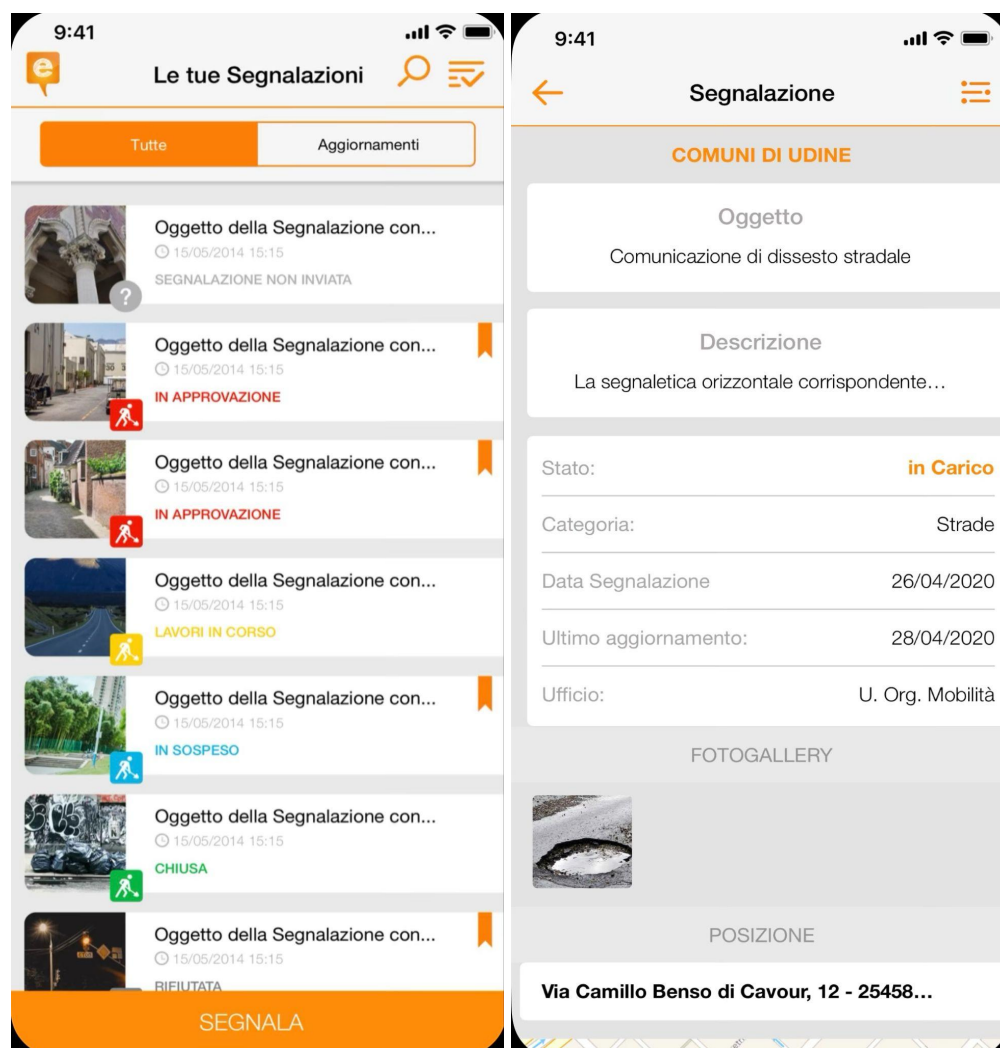 9:41
e
Le tue Segnalazioni
Tutte
Aggiornamenti
Oggetto della Segnalazione con...
15/05/2014 15:15
SEGNALAZIONE NON INVIATA
?
Oggetto della Segnalazione con...
15/05/2014 15:15
IN APPROVAZIONE
Oggetto della Segnalazione con...
15/05/2014 15:15
IN APPROVAZIONE
Oggetto della Segnalazione con...
15/05/2014 15:15
LAVORI IN CORSO
Oggetto della Segnalazione con...
15/05/2014 15:15
IN SOSPESO
Oggetto della Segnalazione con...
15/05/2014 15:15
CHIUSA
Oggetto della Segnalazione con...
15/05/2014 15:15
RIFIUTATA
SEGNALA
9:41
Segnalazione
COMUNI DI UDINE
Oggetto
Comunicazione di dissesto stradale
Descrizione
La segnaletica orizzontale corrispondente...
Stato: in Carico
Categoria: Strade
Data Segnalazione 26/04/2020
Ultimo aggiornamento: 28/04/2020
Ufficio: U. Org. Mobilità
FOTOGALLERY
POSIZIONE
Via Camillo Benso di Cavour, 12 - 25458...